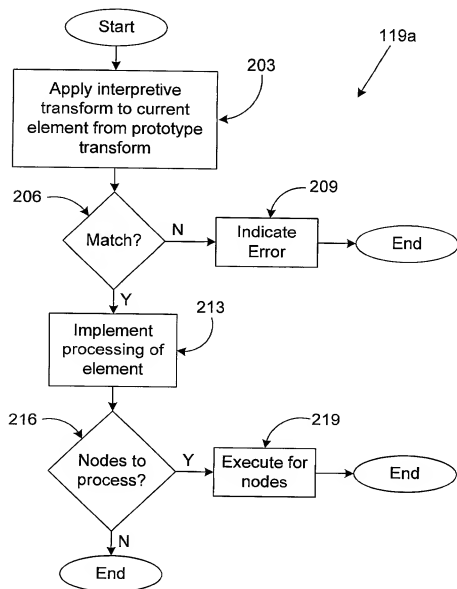 Start
119a
Apply interpretive
transform to current
element from prototype
transform
203
206
Match?
N
209
Indicate
Error
End
Y
Implement
processing of
element
213
216
Nodes to
process?
Y
219
Execute for
nodes
End
N
End